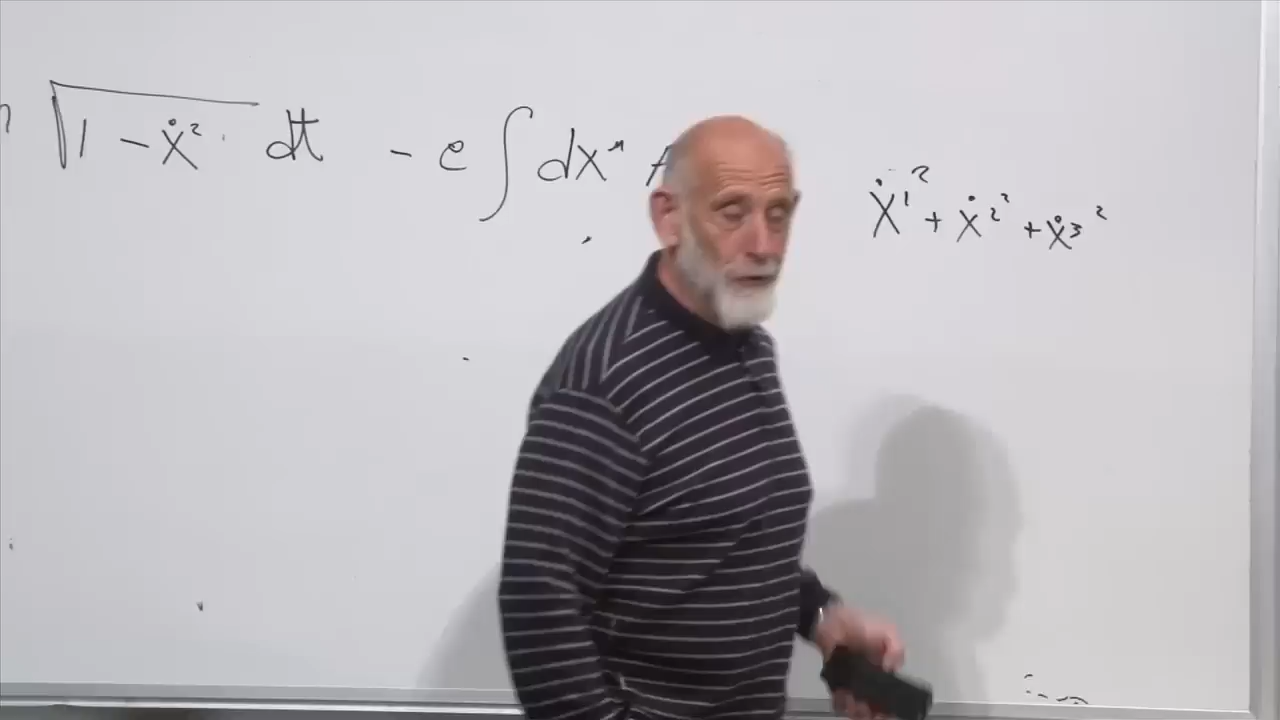 √1 − ẋ² dt − e ∫ dx^μ A
ẋ¹² + ẋ²² + ẋ³²